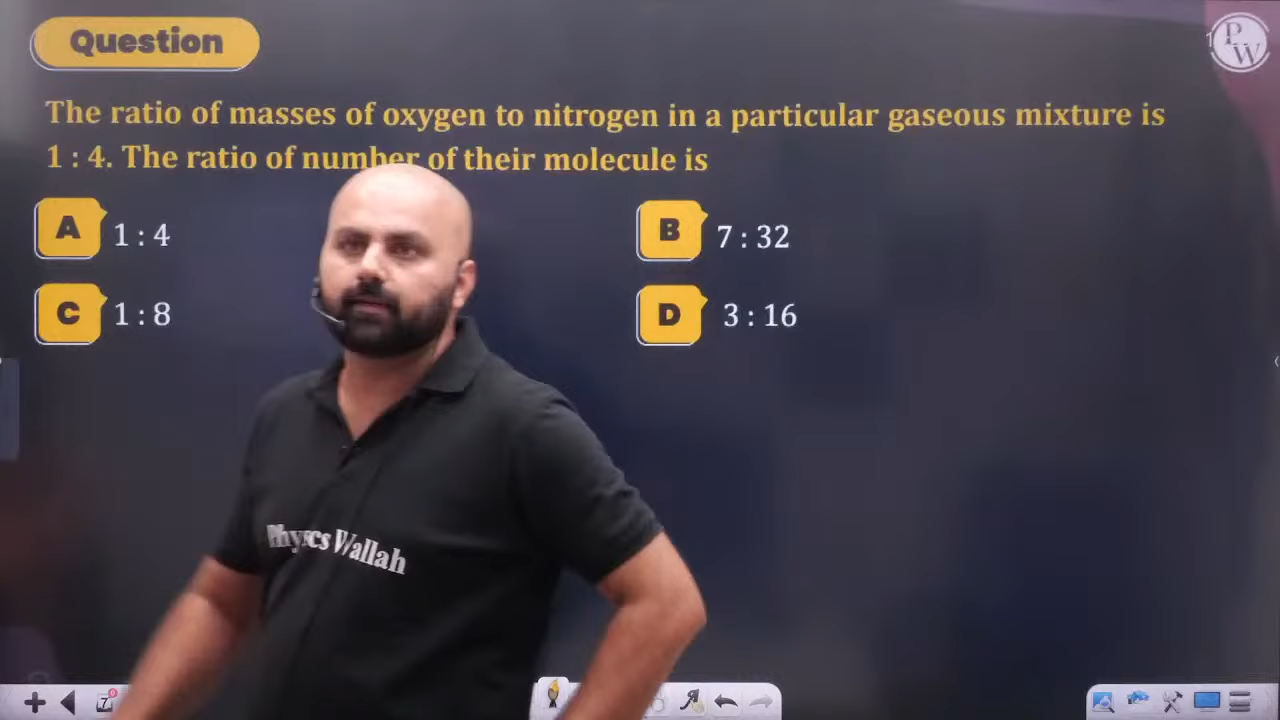 Question
The ratio of masses of oxygen to nitrogen in a particular gaseous mixture is
1 : 4. The ratio of number of their molecule is
A 1 : 4
B 7 : 32
C 1 : 8
D 3 : 16
PW
Physics Wallah